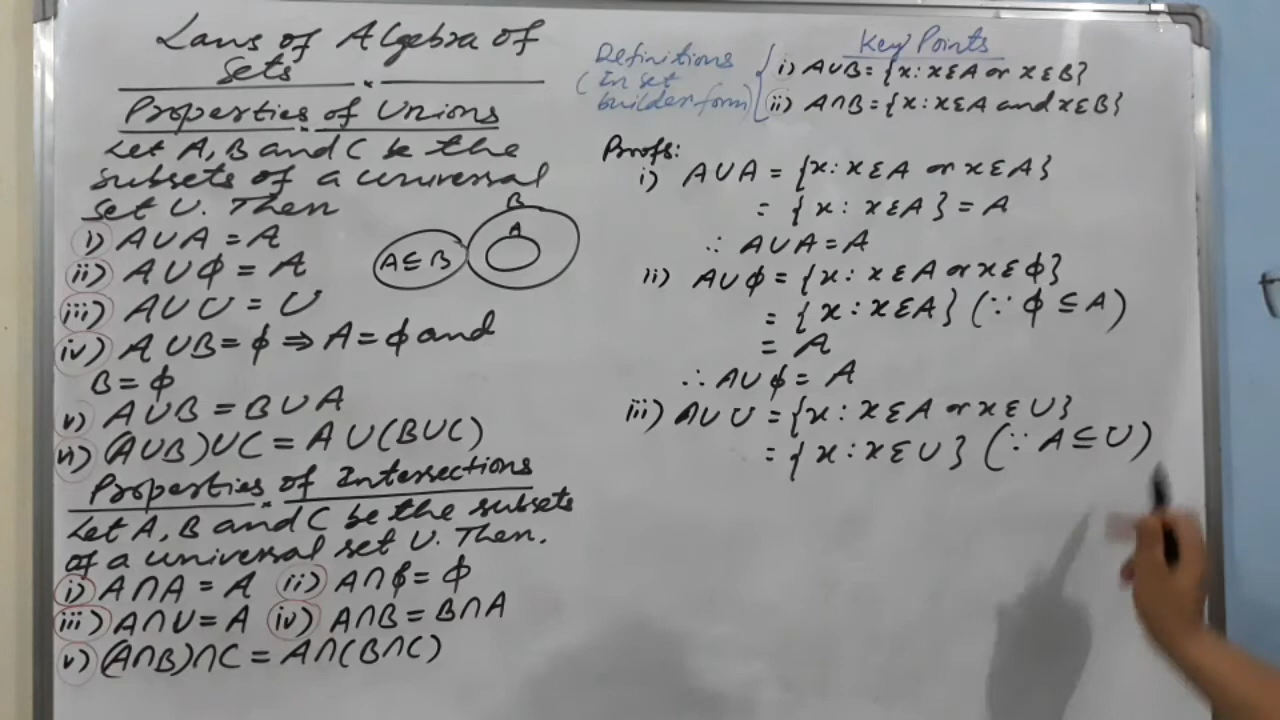 Laws of Algebra of
Sets
Properties of Unions
Let A, B and C be the
subsets of a universal
set U. Then
i) A∪A = A
ii) A∪ϕ = A
iii) A∪U = U
iv) A∪B = ϕ ⇒ A = ϕ and
B = ϕ
v) A∪B = B∪A
vi) (A∪B)∪C = A∪(B∪C)
A⊆B
B
A
Properties of Intersections
Let A, B and C be the subsets
of a universal set U. Then.
i) A∩A = A ii) A∩ϕ = ϕ
iii) A∩U = A iv) A∩B = B∩A
v) (A∩B)∩C = A∩(B∩C)
Key Points
Definitions
(In set
builder form)
i) A∪B = {x : x∈A or x∈B}
ii) A∩B = {x : x∈A and x∈B}
Proofs:
i) A∪A = {x : x∈A or x∈A}
= {x : x∈A} = A
∴ A∪A = A
ii) A∪ϕ = {x : x∈A or x∈ϕ}
= {x : x∈A} (∵ ϕ ⊆ A)
= A
∴ A∪ϕ = A
iii) A∪U = {x : x∈A or x∈U}
= {x : x∈U} (∵ A ⊆ U)